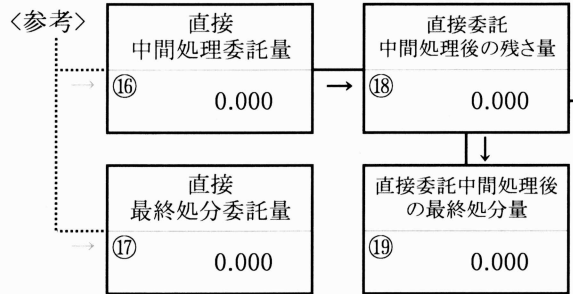 〈参考〉
直接
中間処理委託量
⑯
0.000
→
直接委託
中間処理後の残さ量
⑱
0.000
↓
直接
最終処分委託量
⑰
0.000
直接委託中間処理後
の最終処分量
⑲
0.000